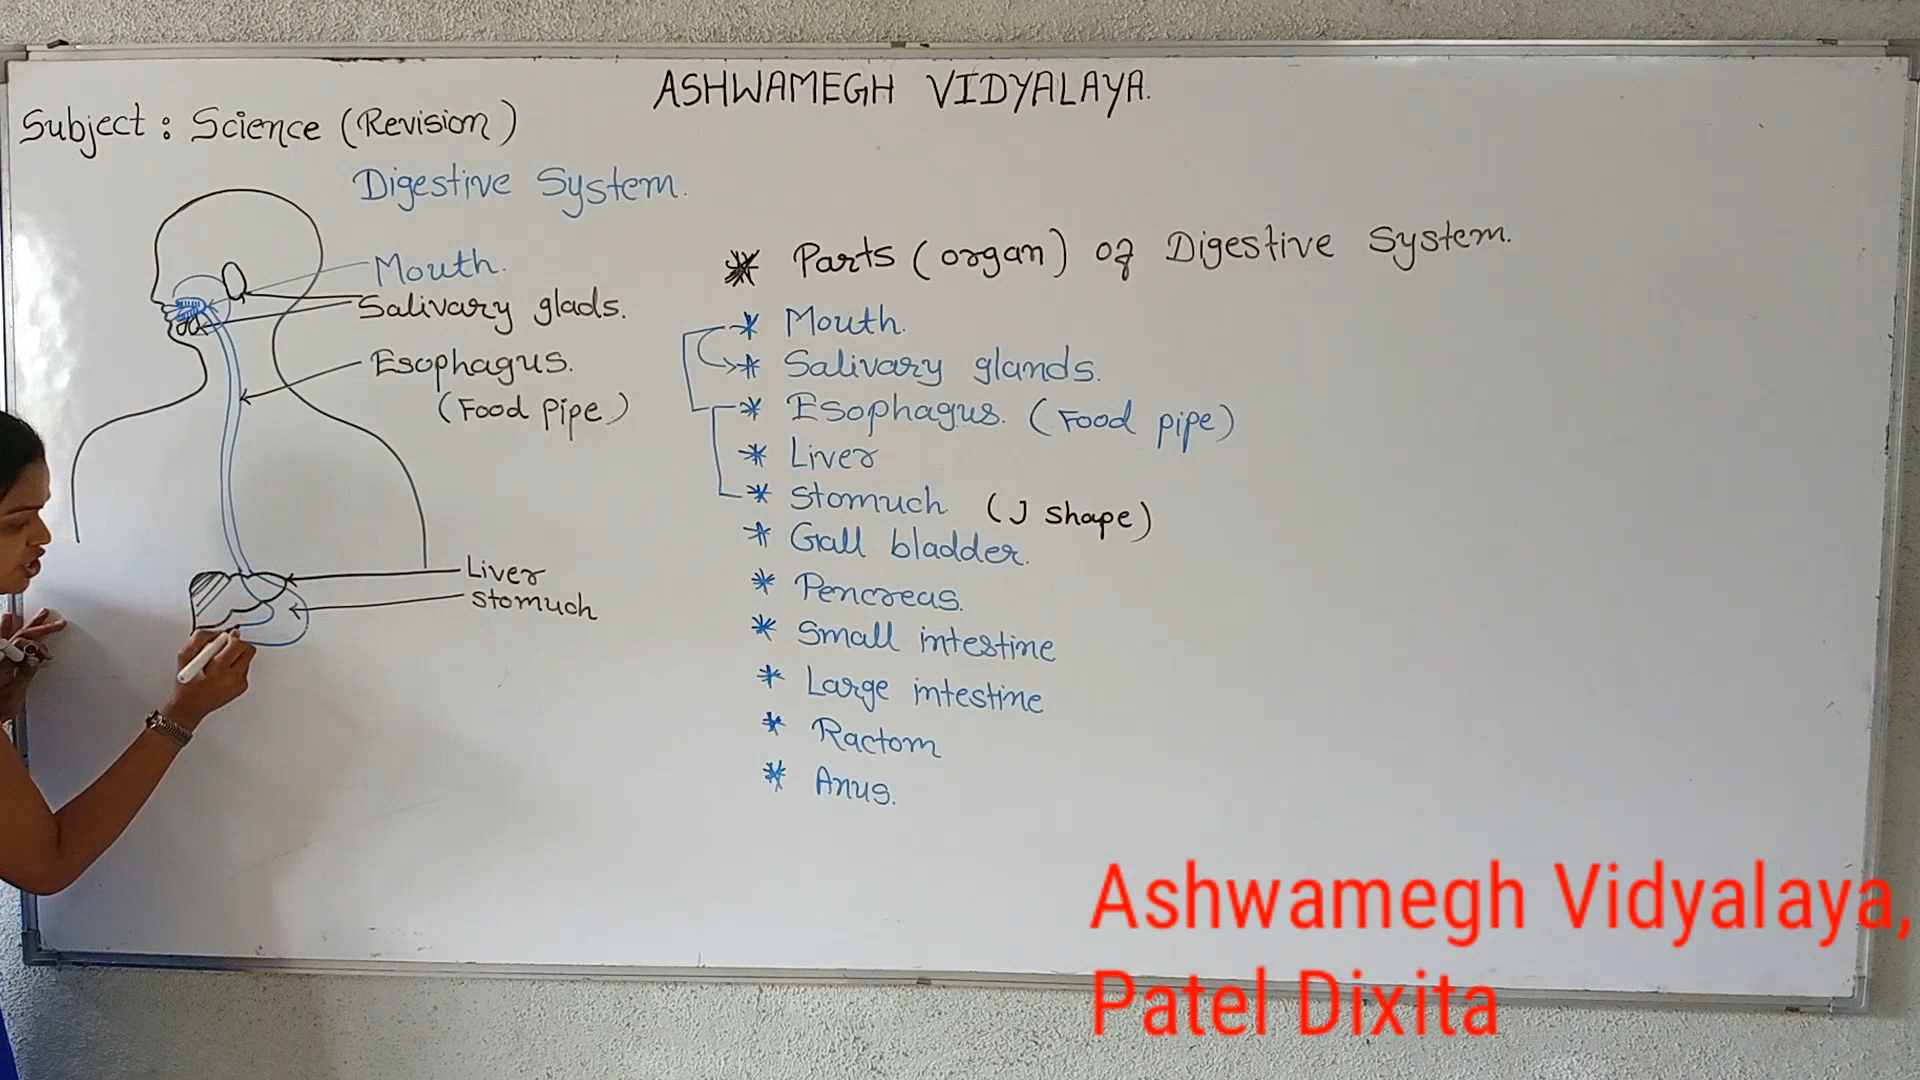 ASHWAMEGH VIDYALAYA.
Subject : Science (Revision)
Digestive System.
Mouth.
Salivary glads.
Esophagus.
(Food pipe)
Liver
Stomuch
* Parts (organ) of Digestive System.
* Mouth.
* Salivary glands.
* Esophagus. (Food pipe)
* Liver
* Stomuch (J shape)
* Gall bladder.
* Pencreas.
* Small intestine
* Large intestine
* Ractom
* Anus.
Ashwamegh Vidyalaya,
Patel Dixita